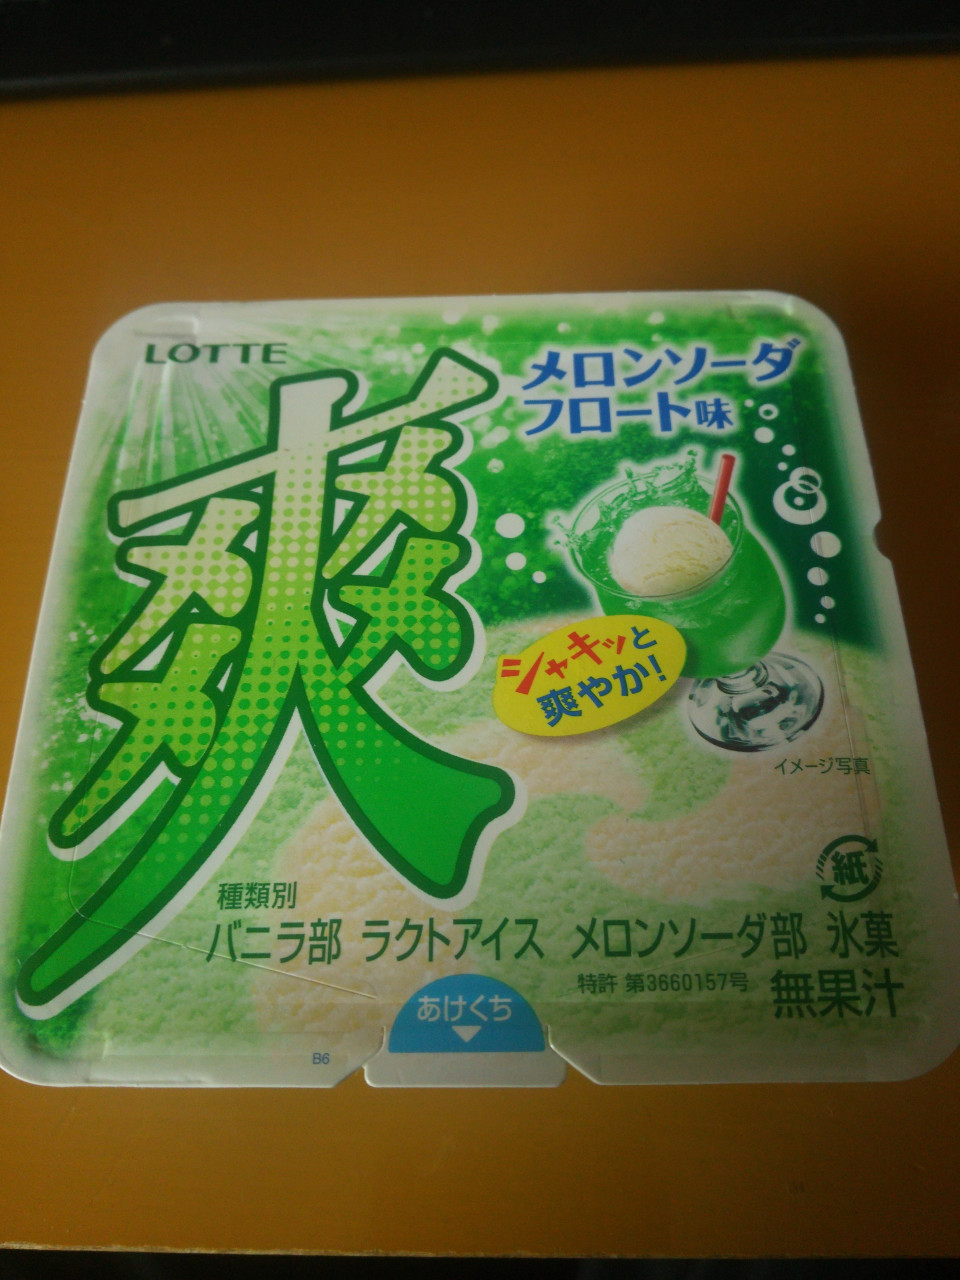 LOTTE
爽
メロンソーダ
フロート味
シャキッと
爽やか!
イメージ写真
紙
種類別
バニラ部 ラクトアイス メロンソーダ部 氷菓
特許 第3660157号 無果汁
あけくち
B6